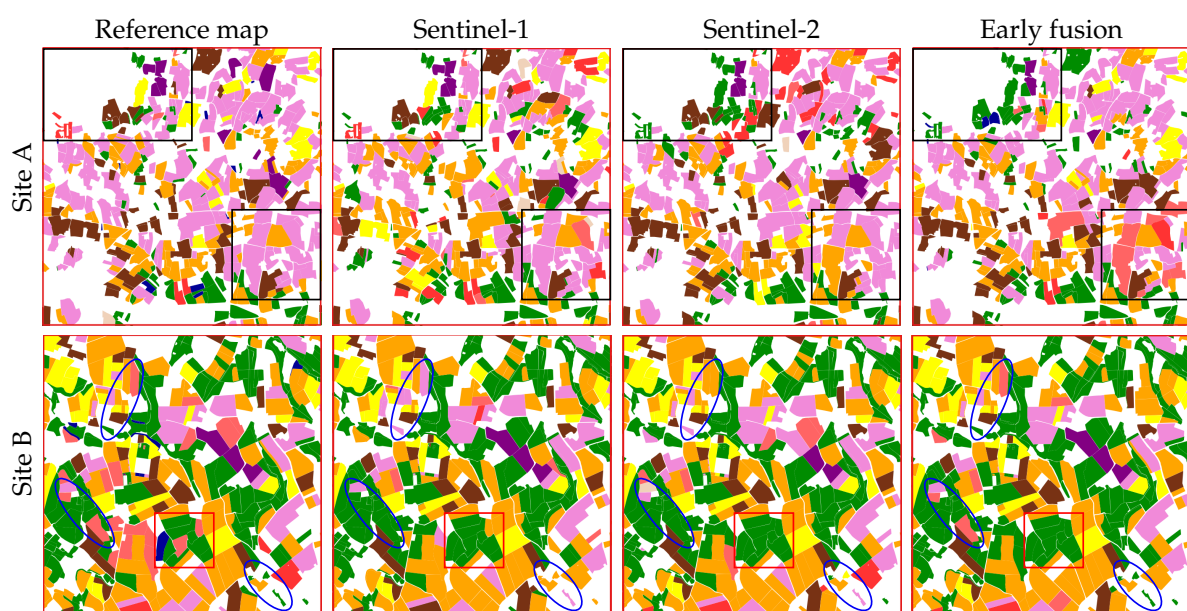 Reference map
Sentinel-1
Sentinel-2
Early fusion
Site A
Site B